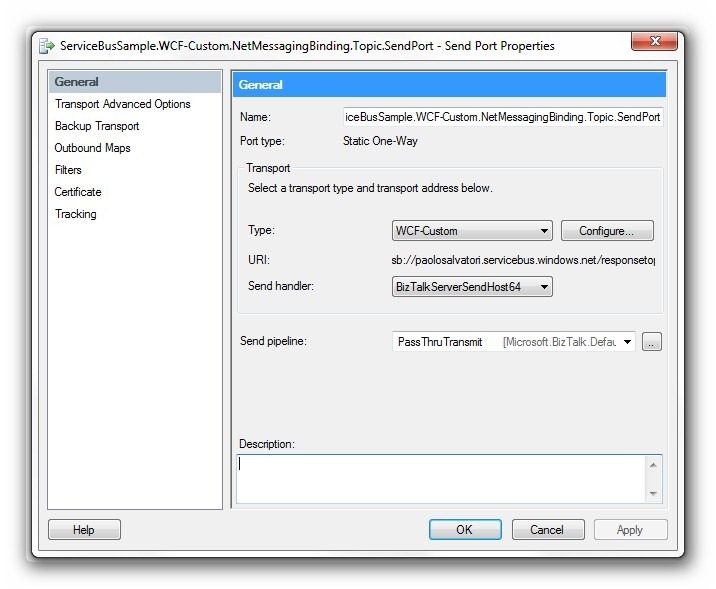 ServiceBusSample.WCF-Custom.NetMessagingBinding.Topic.SendPort - Send Port Properties
General
Transport Advanced Options
Backup Transport
Outbound Maps
Filters
Certificate
Tracking
General
Name: iceBusSample.WCF-Custom.NetMessagingBinding.Topic.SendPort
Port type: Static One-Way
Transport
Select a transport type and transport address below.
Type: WCF-Custom Configure...
URI: sb://paolosalvatori.servicebus.windows.net/responsetop
Send handler: BizTalkServerSendHost64
Send pipeline: PassThruTransmit [Microsoft.BizTalk.Defau ..
Description:
Help OK Cancel Apply